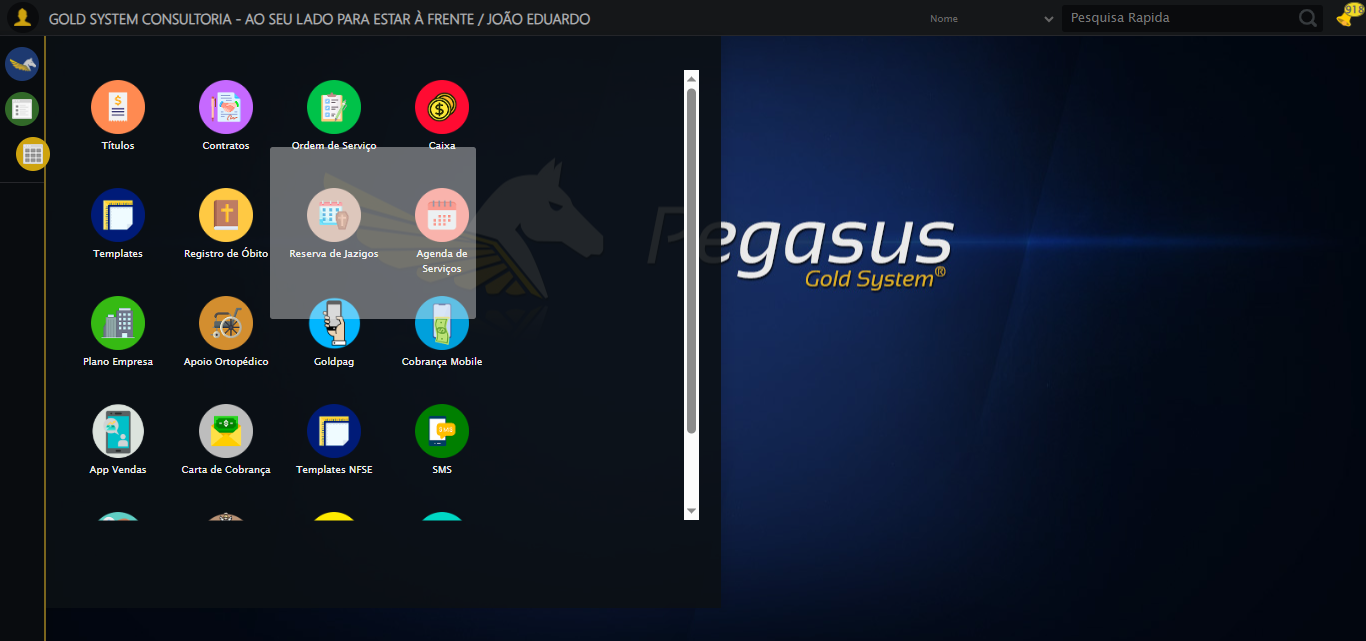 GOLD SYSTEM CONSULTORIA - AO SEU LADO PARA ESTAR À FRENTE / JOÃO EDUARDO
Nome
Pesquisa Rapida
918
Títulos
Contratos
Ordem de Serviço
Caixa
Templates
Registro de Óbito
Reserva de Jazigos
Agenda de
Serviços
Pegasus
Gold System®
Plano Empresa
Apoio Ortopédico
Goldpag
Cobrança Mobile
App Vendas
Carta de Cobrança
Templates NFSE
SMS
SMS